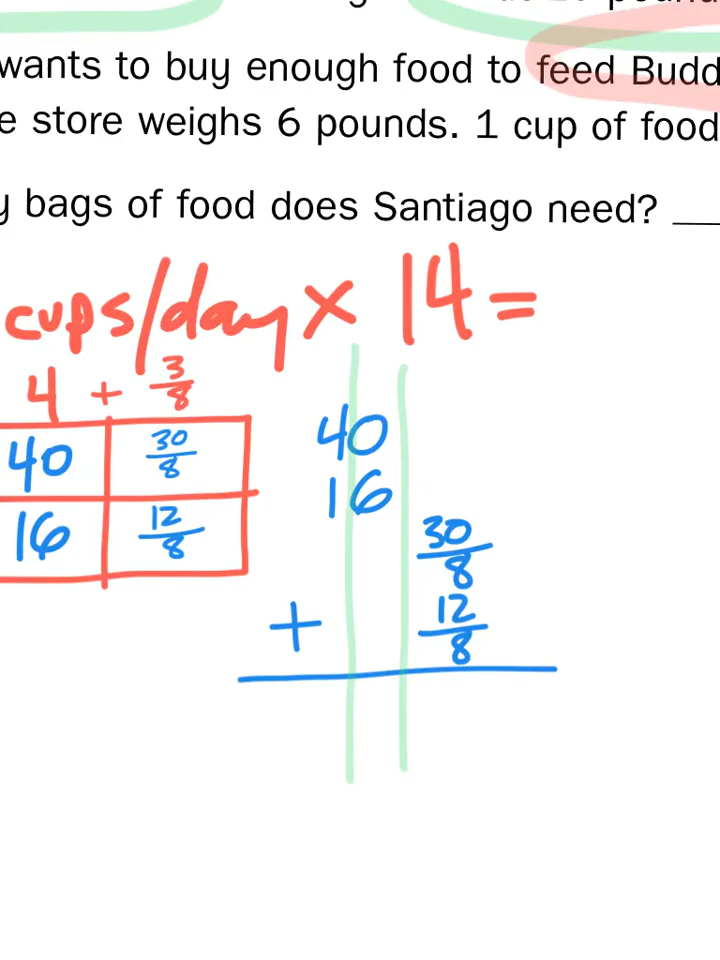 wants to buy enough food to feed Budd
e store weighs 6 pounds. 1 cup of food
y bags of food does Santiago need? ___
cups/day × 14 =
4 + 3/8
40 30/8
16 12/8
40
16
30/8
+ 12/8